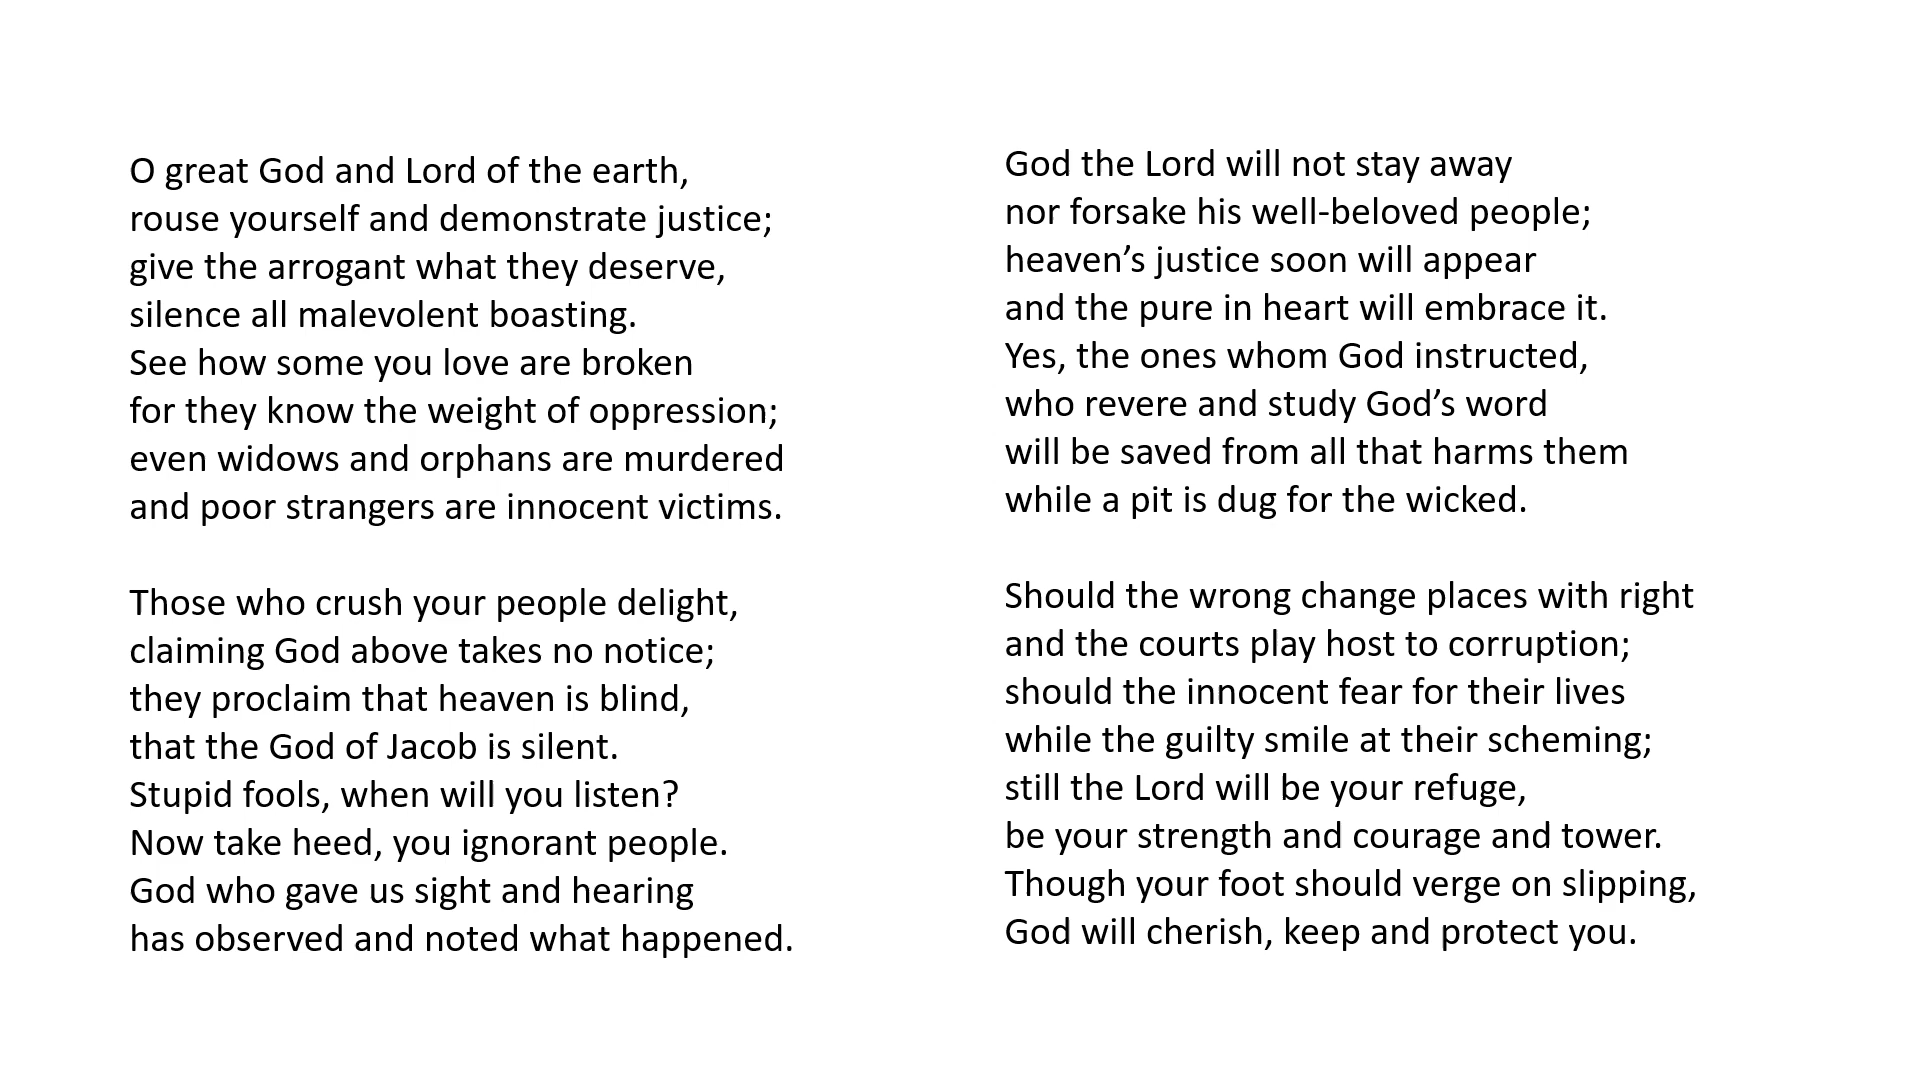 O great God and Lord of the earth,
rouse yourself and demonstrate justice;
give the arrogant what they deserve,
silence all malevolent boasting.
See how some you love are broken
for they know the weight of oppression;
even widows and orphans are murdered
and poor strangers are innocent victims.
Those who crush your people delight,
claiming God above takes no notice;
they proclaim that heaven is blind,
that the God of Jacob is silent.
Stupid fools, when will you listen?
Now take heed, you ignorant people.
God who gave us sight and hearing
has observed and noted what happened.
God the Lord will not stay away
nor forsake his well-beloved people;
heaven’s justice soon will appear
and the pure in heart will embrace it.
Yes, the ones whom God instructed,
who revere and study God’s word
will be saved from all that harms them
while a pit is dug for the wicked.
Should the wrong change places with right
and the courts play host to corruption;
should the innocent fear for their lives
while the guilty smile at their scheming;
still the Lord will be your refuge,
be your strength and courage and tower.
Though your foot should verge on slipping,
God will cherish, keep and protect you.